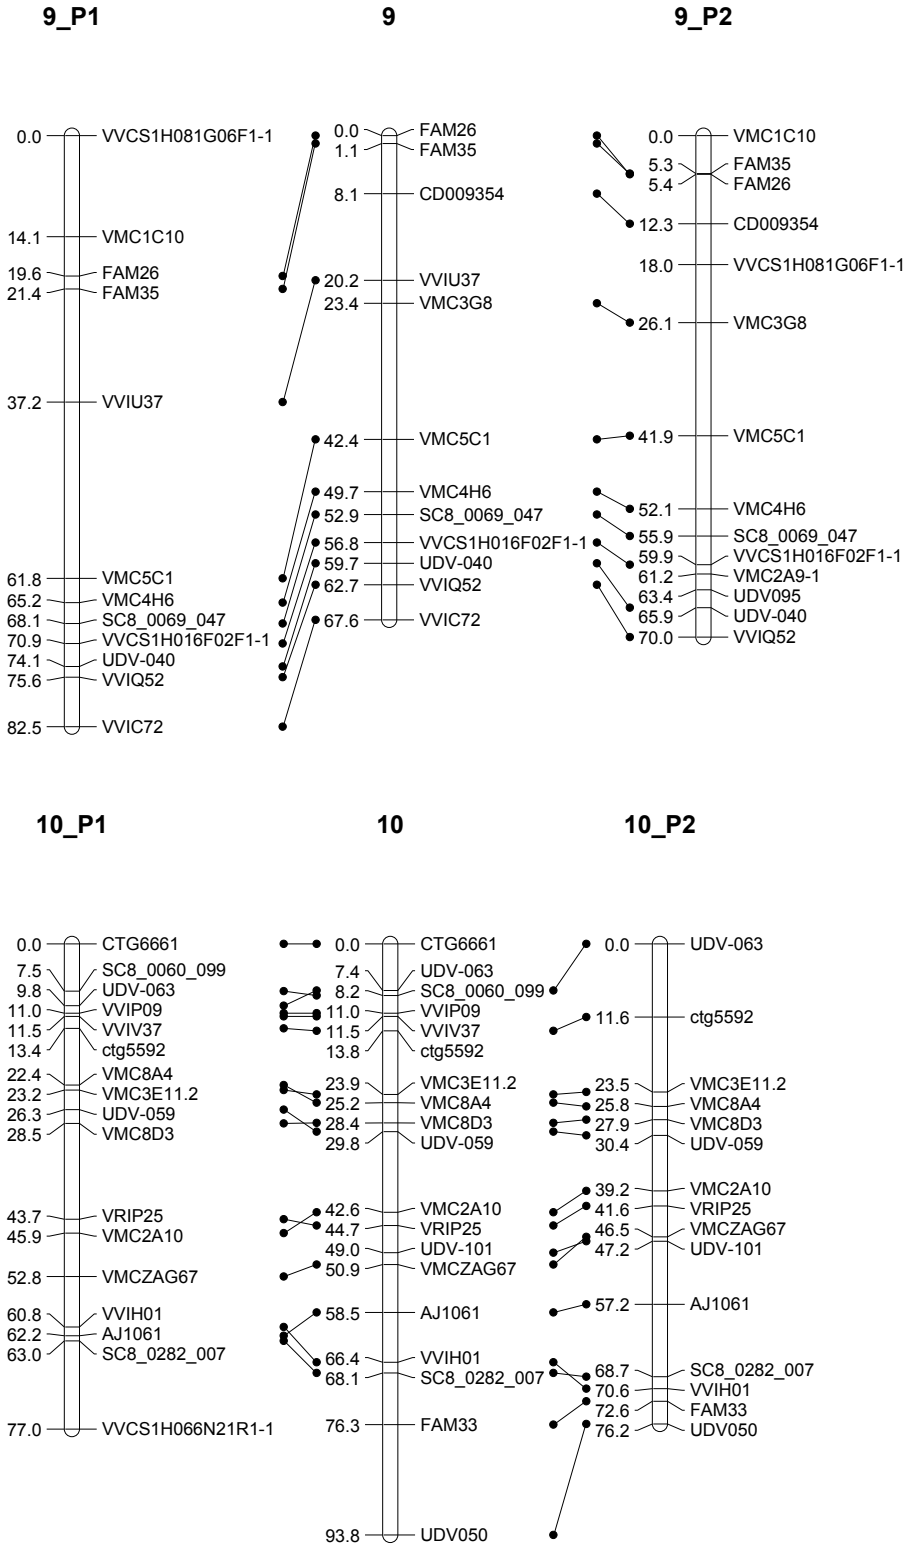 9_P1
9
9_P2
0.0 VVCS1H081G06F1-1
14.1 VMC1C10
19.6 FAM26
21.4 FAM35
37.2 VVIU37
61.8 VMC5C1
65.2 VMC4H6
68.1 SC8_0069_047
70.9 VVCS1H016F02F1-1
74.1 UDV-040
75.6 VVIQ52
82.5 VVIC72
0.0 FAM26
1.1 FAM35
8.1 CD009354
20.2 VVIU37
23.4 VMC3G8
42.4 VMC5C1
49.7 VMC4H6
52.9 SC8_0069_047
56.8 VVCS1H016F02F1-1
59.7 UDV-040
62.7 VVIQ52
67.6 VVIC72
0.0 VMC1C10
5.3 FAM35
5.4 FAM26
12.3 CD009354
18.0 VVCS1H081G06F1-1
26.1 VMC3G8
41.9 VMC5C1
52.1 VMC4H6
55.9 SC8_0069_047
59.9 VVCS1H016F02F1-1
61.2 VMC2A9-1
63.4 UDV095
65.9 UDV-040
70.0 VVIQ52
10_P1
10
10_P2
0.0 CTG6661
7.5 SC8_0060_099
9.8 UDV-063
11.0 VVIP09
11.5 VVIV37
13.4 ctg5592
22.4 VMC8A4
23.2 VMC3E11.2
26.3 UDV-059
28.5 VMC8D3
43.7 VRIP25
45.9 VMC2A10
52.8 VMCZAG67
60.8 VVIH01
62.2 AJ1061
63.0 SC8_0282_007
77.0 VVCS1H066N21R1-1
0.0 CTG6661
7.4 UDV-063
8.2 SC8_0060_099
11.0 VVIP09
11.5 VVIV37
13.8 ctg5592
23.9 VMC3E11.2
25.2 VMC8A4
28.4 VMC8D3
29.8 UDV-059
42.6 VMC2A10
44.7 VRIP25
49.0 UDV-101
50.9 VMCZAG67
58.5 AJ1061
66.4 VVIH01
68.1 SC8_0282_007
76.3 FAM33
93.8 UDV050
0.0 UDV-063
11.6 ctg5592
23.5 VMC3E11.2
25.8 VMC8A4
27.9 VMC8D3
30.4 UDV-059
39.2 VMC2A10
41.6 VRIP25
46.5 VMCZAG67
47.2 UDV-101
57.2 AJ1061
68.7 SC8_0282_007
70.6 VVIH01
72.6 FAM33
76.2 UDV050